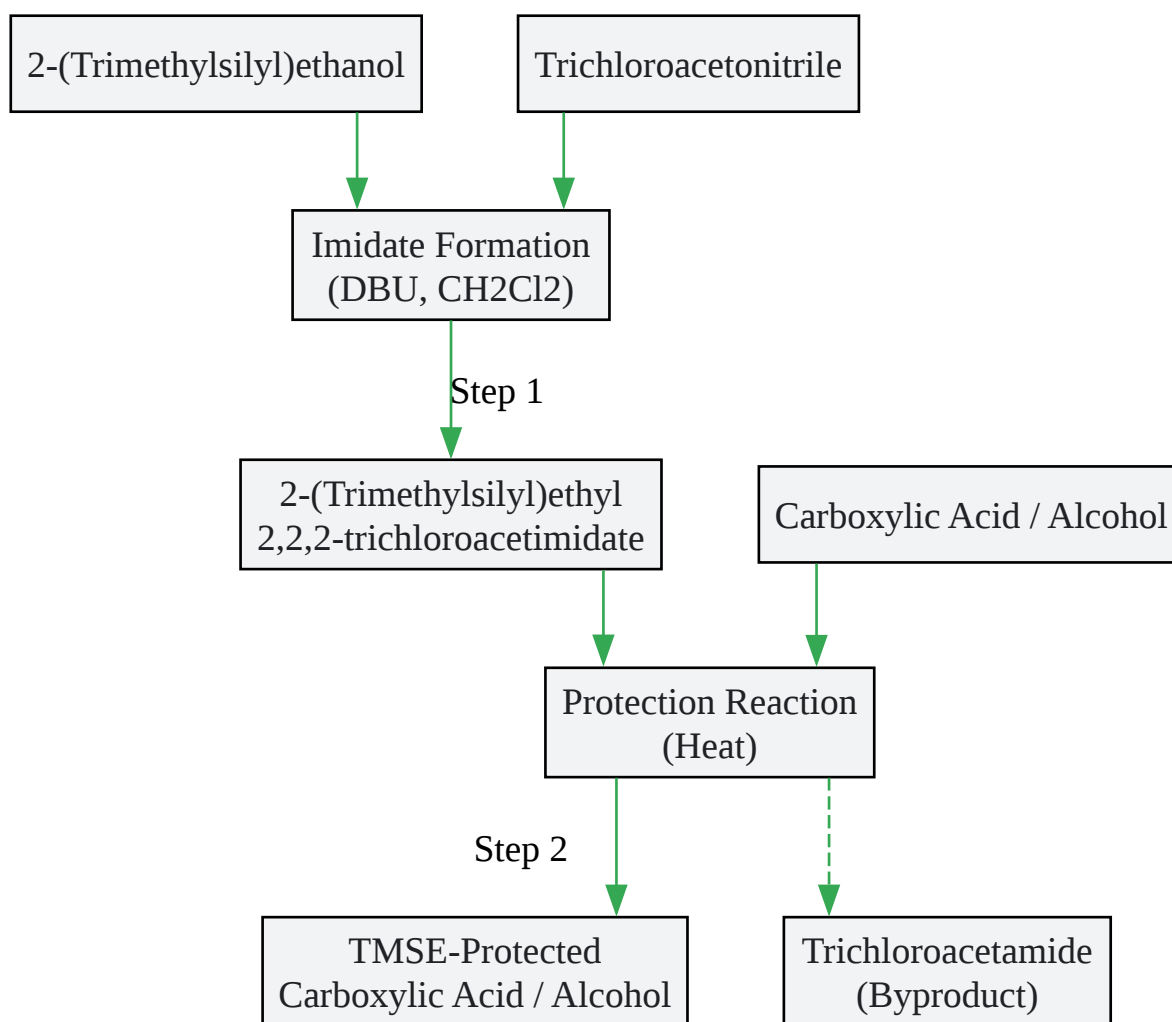 2-(Trimethylsilyl)ethanol
Trichloroacetonitrile
Imidate Formation
(DBU, CH2Cl2)
Step 1
2-(Trimethylsilyl)ethyl
2,2,2-trichloroacetimidate
Carboxylic Acid / Alcohol
Protection Reaction
(Heat)
Step 2
TMSE-Protected
Carboxylic Acid / Alcohol
Trichloroacetamide
(Byproduct)